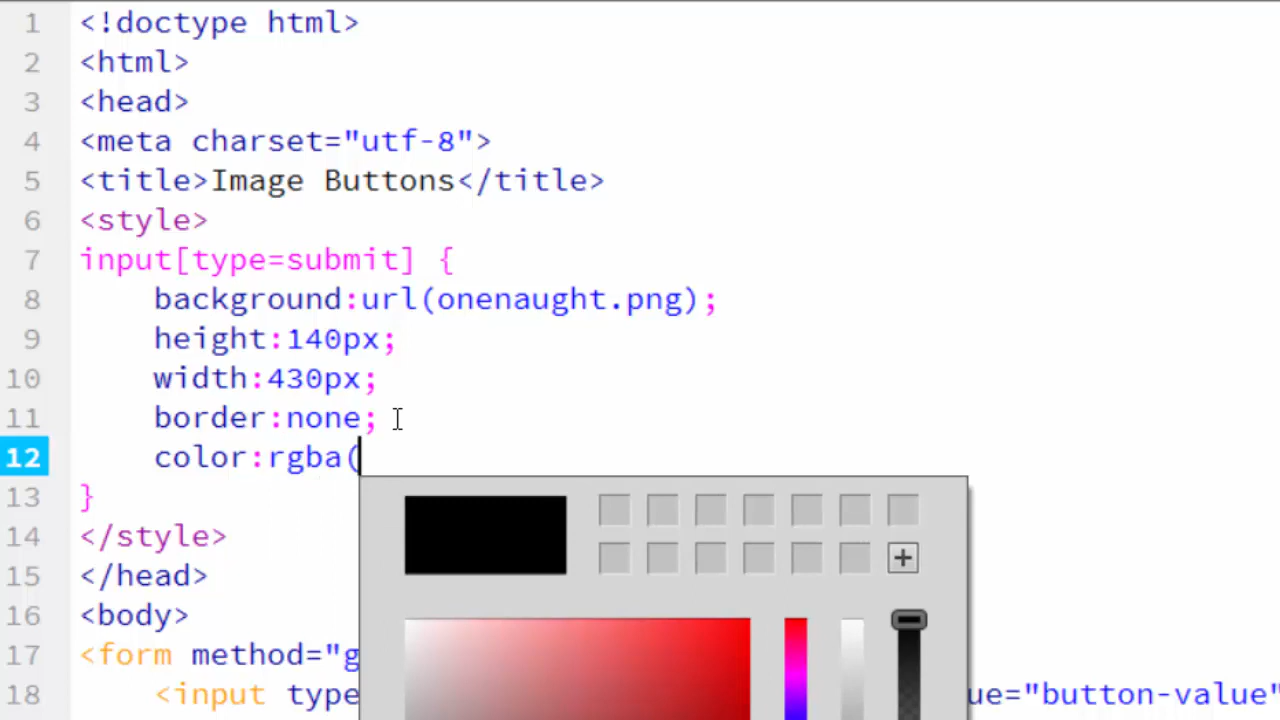 1 <!doctype html>
2 <html>
3 <head>
4 <meta charset="utf-8">
5 <title>Image Buttons</title>
6 <style>
7 input[type=submit] {
8 background:url(onenaught.png);
9 height:140px;
10 width:430px;
11 border:none;
12 color:rgba(
13 }
14 </style>
15 </head>
16 <body>
17 <form method="g
18 <input type ue="button-value"